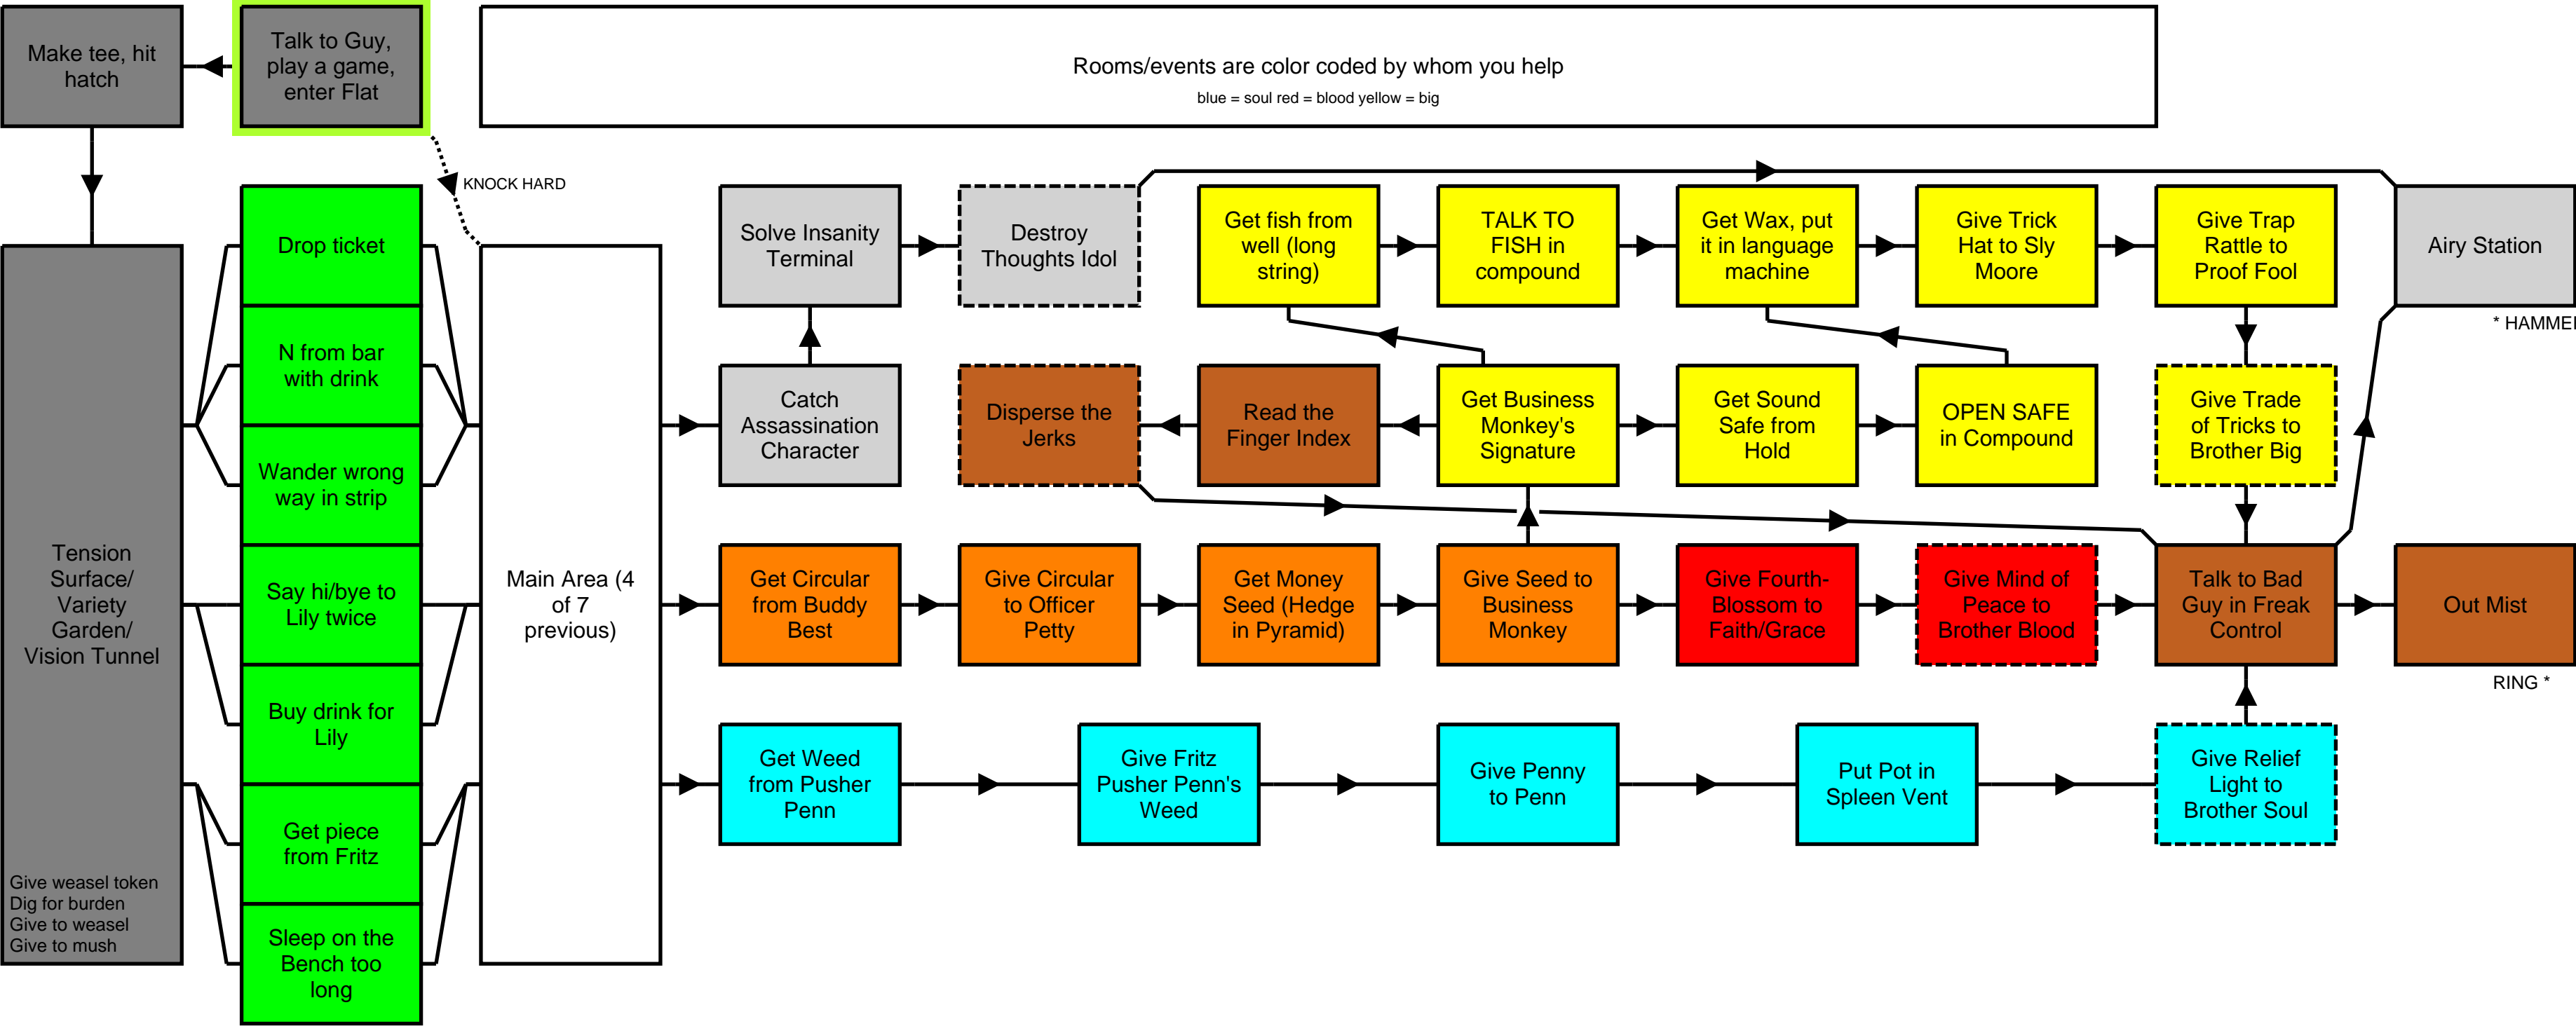 Make tee, hit
hatch
Talk to Guy,
play a game,
enter Flat
Rooms/events are color coded by whom you help
blue = soul red = blood yellow = big
KNOCK HARD
Drop ticket
N from bar
with drink
Wander wrong
way in strip
Say hi/bye to
Lily twice
Buy drink for
Lily
Get piece
from Fritz
Sleep on the
Bench too
long
Tension
Surface/
Variety
Garden/
Vision Tunnel
Give weasel token
Dig for burden
Give to weasel
Give to mush
Main Area (4
of 7
previous)
Solve Insanity
Terminal
Destroy
Thoughts Idol
Get fish from
well (long
string)
TALK TO
FISH in
compound
Get Wax, put
it in language
machine
Give Trick
Hat to Sly
Moore
Give Trap
Rattle to
Proof Fool
Airy Station
* HAMME
Catch
Assassination
Character
Disperse the
Jerks
Read the
Finger Index
Get Business
Monkey's
Signature
Get Sound
Safe from
Hold
OPEN SAFE
in Compound
Give Trade
of Tricks to
Brother Big
Get Circular
from Buddy
Best
Give Circular
to Officer
Petty
Get Money
Seed (Hedge
in Pyramid)
Give Seed to
Business
Monkey
Give Fourth-
Blossom to
Faith/Grace
Give Mind of
Peace to
Brother Blood
Talk to Bad
Guy in Freak
Control
Out Mist
RING *
Get Weed
from Pusher
Penn
Give Fritz
Pusher Penn's
Weed
Give Penny
to Penn
Put Pot in
Spleen Vent
Give Relief
Light to
Brother Soul